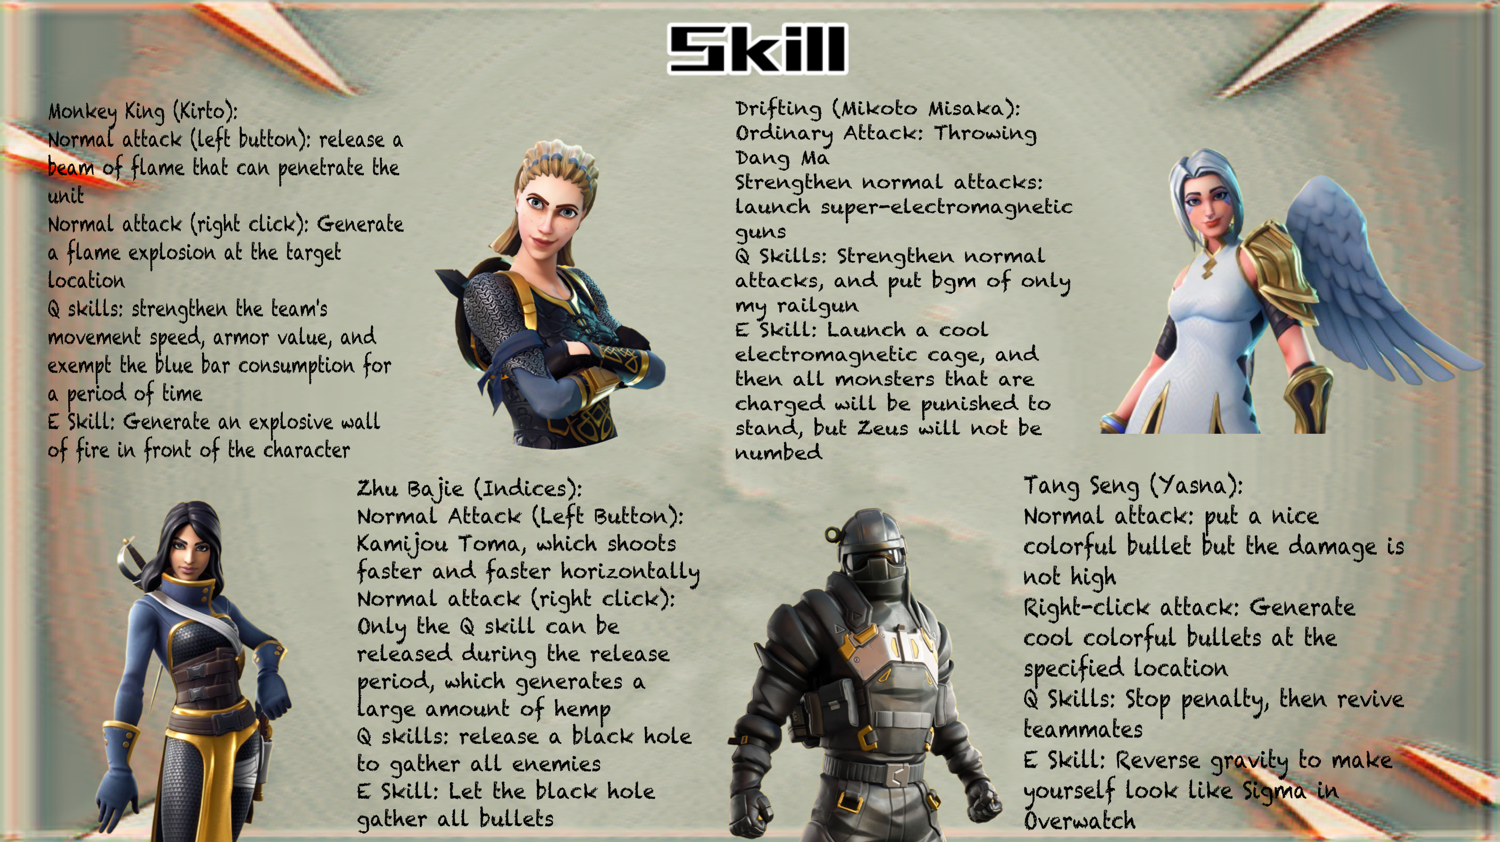 Skill
Monkey King (Kirto):
Normal attack (left button): release a
beam of flame that can penetrate the
unit
Normal attack (right click): Generate
a flame explosion at the target
location
Q skills: strengthen the team's
movement speed, armor value, and
exempt the blue bar consumption for
a period of time
E Skill: Generate an explosive wall
of fire in front of the character
Drifting (Mikoto Misaka):
Ordinary Attack: Throwing
Dang Ma
Strengthen normal attacks:
launch super-electromagnetic
guns
Q Skills: Strengthen normal
attacks, and put bgm of only
my railgun
E Skill: Launch a cool
electromagnetic cage, and
then all monsters that are
charged will be punished to
stand, but Zeus will not be
numbed
Zhu Bajie (Indices):
Normal Attack (Left Button):
Kamijou Toma, which shoots
faster and faster horizontally
Normal attack (right click):
Only the Q skill can be
released during the release
period, which generates a
large amount of hemp
Q skills: release a black hole
to gather all enemies
E Skill: Let the black hole
gather all bullets
Tang Seng (Yasna):
Normal attack: put a nice
colorful bullet but the damage is
not high
Right-click attack: Generate
cool colorful bullets at the
specified location
Q Skills: Stop penalty, then revive
teammates
E Skill: Reverse gravity to make
yourself look like Sigma in
Overwatch